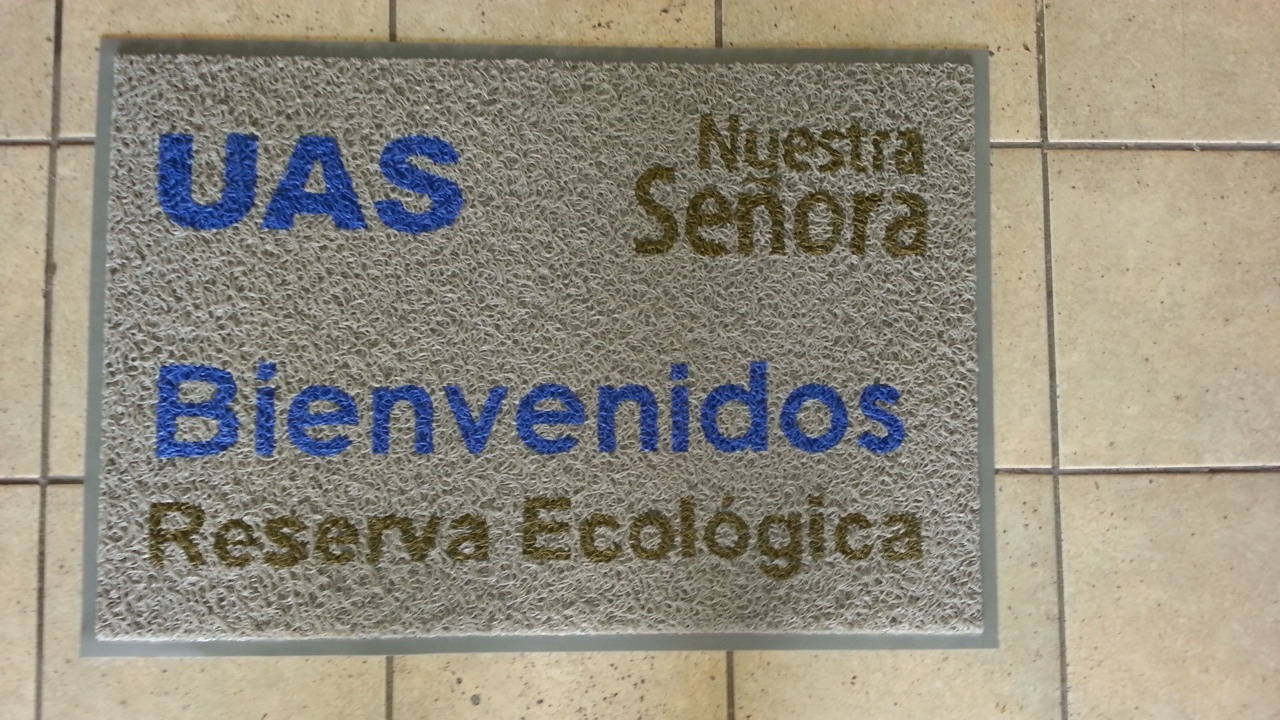 UAS
Nuestra
Señora
Bienvenidos
Reserva Ecológica